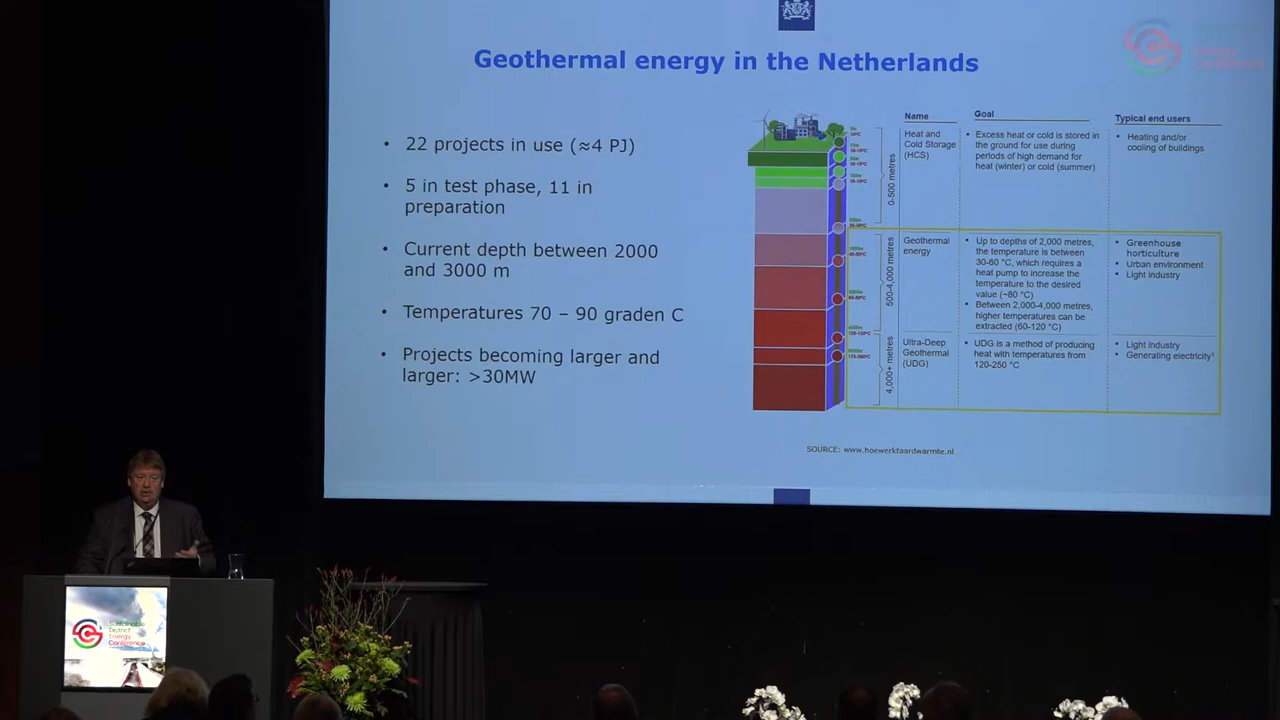 Geothermal energy in the Netherlands
Energy
Conference
• 22 projects in use (≈4 PJ)
• 5 in test phase, 11 in
preparation
• Current depth between 2000
and 3000 m
• Temperatures 70 – 90 graden C
• Projects becoming larger and
larger: >30MW
0-500 metres
500-4,000 metres
4,000+ metres
Name
Goal
Typical end users
Heat and
Cold Storage
(HCS)
• Excess heat or cold is stored in
the ground for use during
periods of high demand for
heat (winter) or cold (summer)
• Heating and/or
cooling of buildings
Geothermal
energy
• Up to depths of 2,000 metres,
the temperature is between
30-60 °C, which requires a
heat pump to increase the
temperature to the desired
value (~80 °C)
• Between 2,000-4,000 metres,
higher temperatures can be
extracted (60-120 °C)
• Greenhouse
horticulture
• Urban environment
• Light industry
Ultra-Deep
Geothermal
(UDG)
• UDG is a method of producing
heat with temperatures from
120-250 °C
• Light industry
• Generating electricity¹
SOURCE: www.hoewerktaardwarmte.nl
Sustainable
District
Energy
Conference